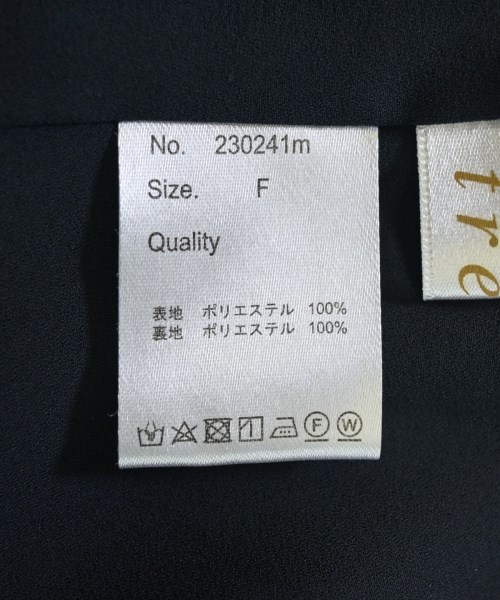 No. 230241m
Size. F
Quality
表地 ポリエステル 100%
裏地 ポリエステル 100%
F W
tre